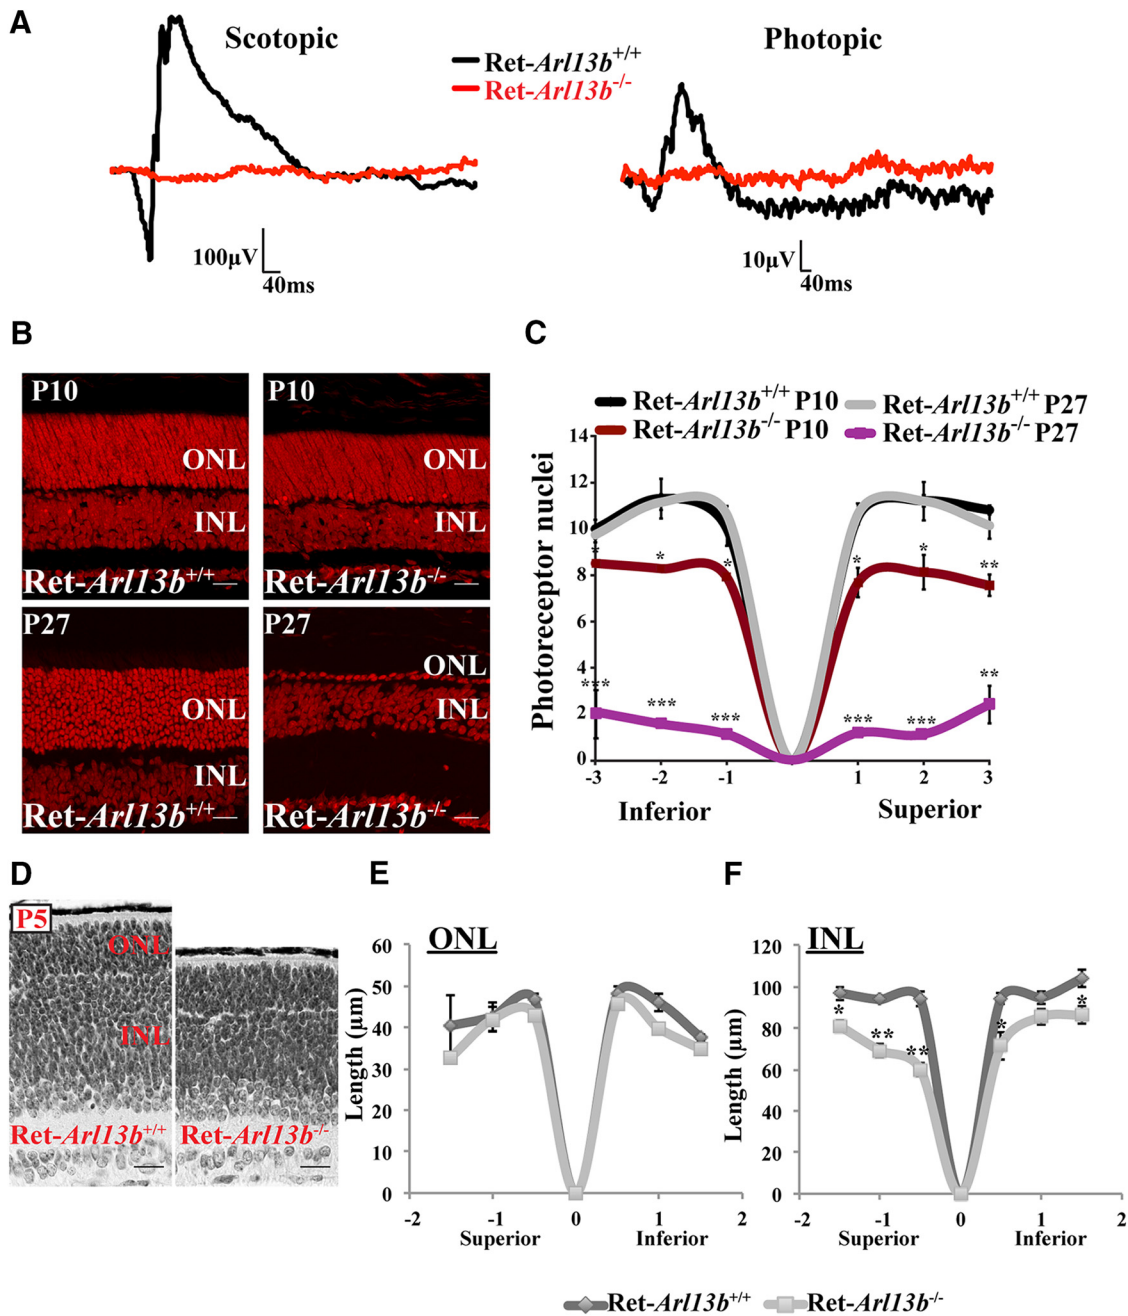 A
Scotopic
Photopic
Ret-Arl13b+/+
Ret-Arl13b-/-
100µV
40ms
10µV
40ms
B
P10
ONL
INL
Ret-Arl13b+/+
P10
ONL
INL
Ret-Arl13b-/-
P27
ONL
INL
Ret-Arl13b+/+
P27
ONL
INL
Ret-Arl13b-/-
C
Ret-Arl13b+/+ P10
Ret-Arl13b+/+ P27
Ret-Arl13b-/- P10
Ret-Arl13b-/- P27
Photoreceptor nuclei
14
12
10
8
6
4
2
0
* * * * * **
*** *** *** *** *** **
-3 -2 -1 1 2 3
Inferior Superior
D
P5
ONL
INL
Ret-Arl13b+/+
Ret-Arl13b-/-
E
ONL
Length (µm)
60
50
40
30
20
10
0
-2 -1 0 1 2
Superior Inferior
F
INL
Length (µm)
120
100
80
60
40
20
0
* ** ** * *
-2 -1 0 1 2
Superior Inferior
Ret-Arl13b+/+ Ret-Arl13b-/-